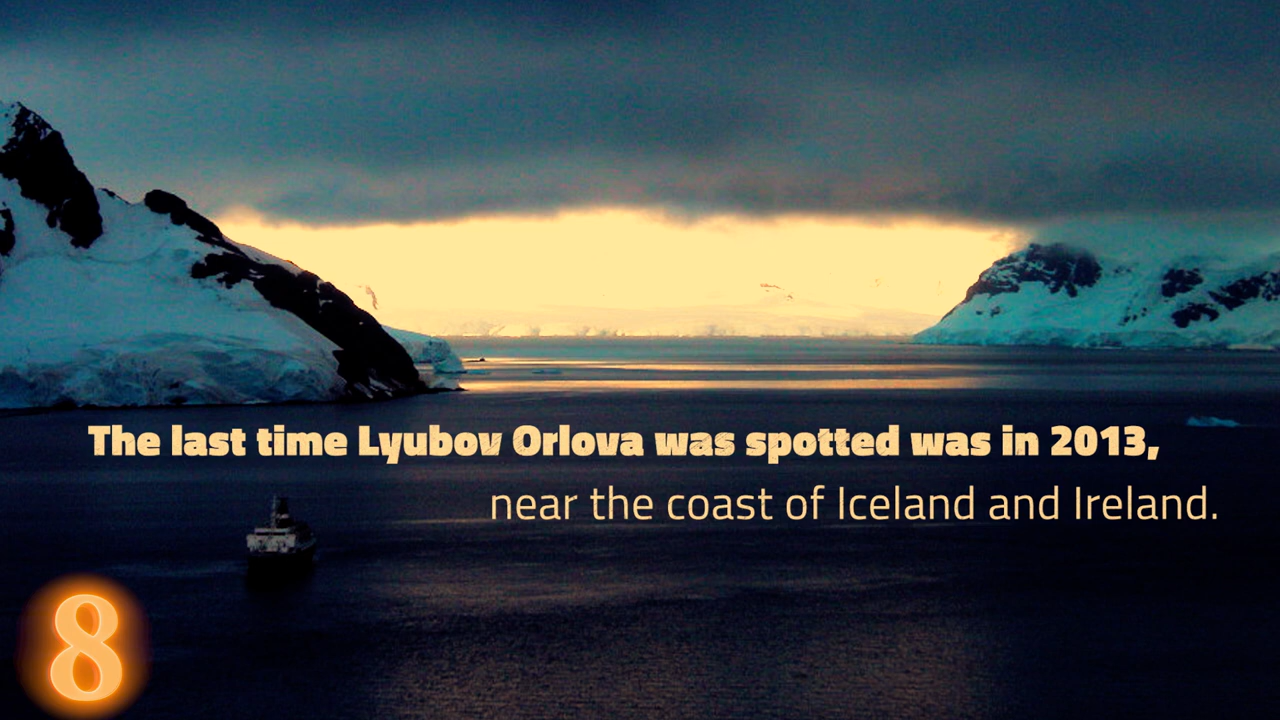 The last time Lyubov Orlova was spotted was in 2013,
near the coast of Iceland and Ireland.
8